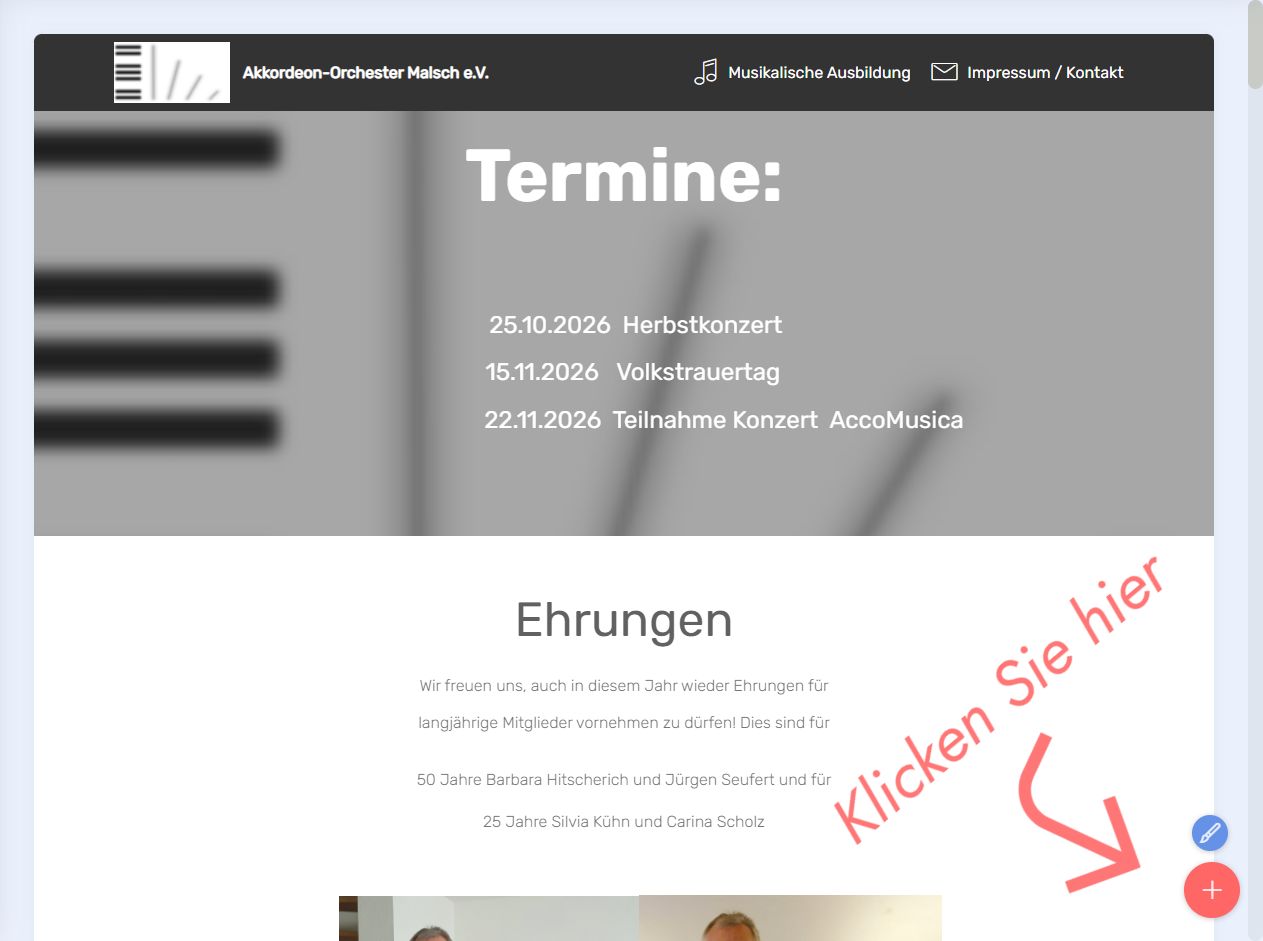 Akkordeon-Orchester Malsch e.V.
Musikalische Ausbildung
Impressum / Kontakt
Termine:
25.10.2026 Herbstkonzert
15.11.2026 Volkstrauertag
22.11.2026 Teilnahme Konzert AccoMusica
Ehrungen
Wir freuen uns, auch in diesem Jahr wieder Ehrungen für
langjährige Mitglieder vornehmen zu dürfen! Dies sind für
50 Jahre Barbara Hitscherich und Jürgen Seufert und für
25 Jahre Silvia Kühn und Carina Scholz
Klicken Sie hier